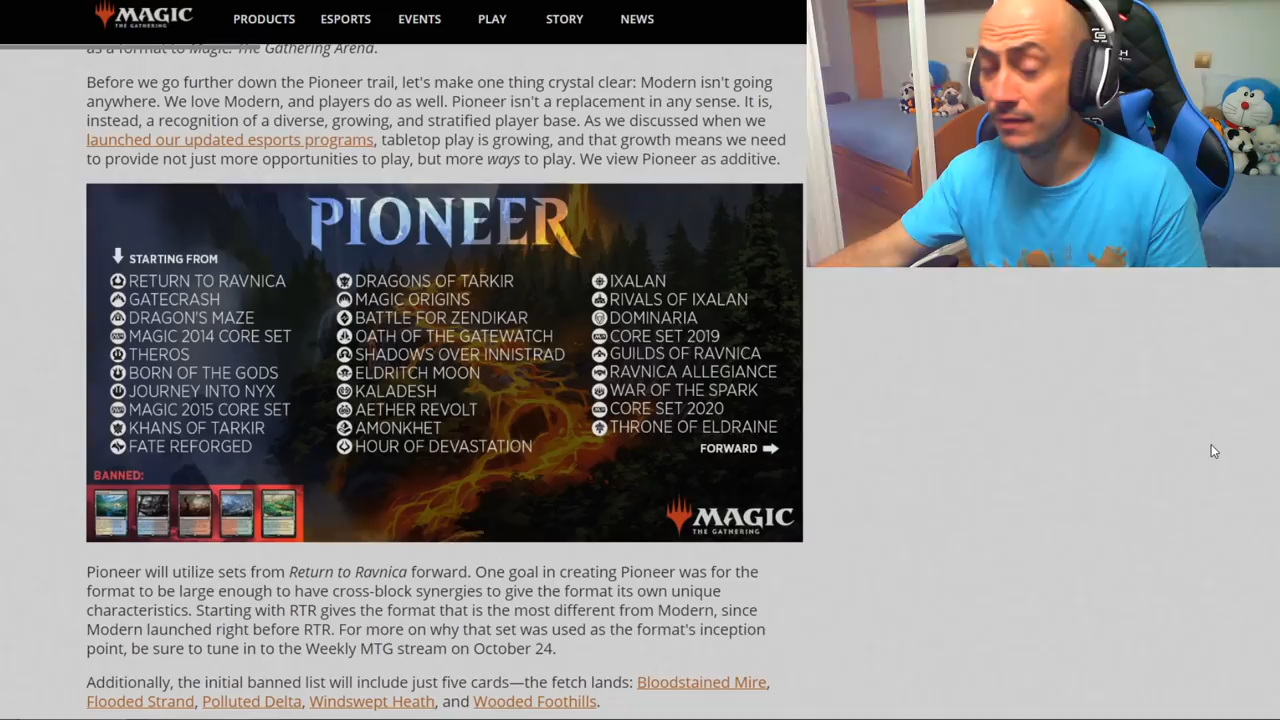 MAGIC
THE GATHERING
PRODUCTS ESPORTS EVENTS PLAY STORY NEWS
as a format to Magic: The Gathering Arena.
Before we go further down the Pioneer trail, let's make one thing crystal clear: Modern isn't going
anywhere. We love Modern, and players do as well. Pioneer isn't a replacement in any sense. It is,
instead, a recognition of a diverse, growing, and stratified player base. As we discussed when we
launched our updated esports programs, tabletop play is growing, and that growth means we need
to provide not just more opportunities to play, but more ways to play. We view Pioneer as additive.
PIONEER
STARTING FROM
RETURN TO RAVNICA
GATECRASH
DRAGON'S MAZE
MAGIC 2014 CORE SET
THEROS
BORN OF THE GODS
JOURNEY INTO NYX
MAGIC 2015 CORE SET
KHANS OF TARKIR
FATE REFORGED
DRAGONS OF TARKIR
MAGIC ORIGINS
BATTLE FOR ZENDIKAR
OATH OF THE GATEWATCH
SHADOWS OVER INNISTRAD
ELDRITCH MOON
KALADESH
AETHER REVOLT
AMONKHET
HOUR OF DEVASTATION
IXALAN
RIVALS OF IXALAN
DOMINARIA
CORE SET 2019
GUILDS OF RAVNICA
RAVNICA ALLEGIANCE
WAR OF THE SPARK
CORE SET 2020
THRONE OF ELDRAINE
FORWARD
BANNED:
MAGIC
THE GATHERING
Pioneer will utilize sets from Return to Ravnica forward. One goal in creating Pioneer was for the
format to be large enough to have cross-block synergies to give the format its own unique
characteristics. Starting with RTR gives the format that is the most different from Modern, since
Modern launched right before RTR. For more on why that set was used as the format's inception
point, be sure to tune in to the Weekly MTG stream on October 24.
Additionally, the initial banned list will include just five cards—the fetch lands: Bloodstained Mire,
Flooded Strand, Polluted Delta, Windswept Heath, and Wooded Foothills.